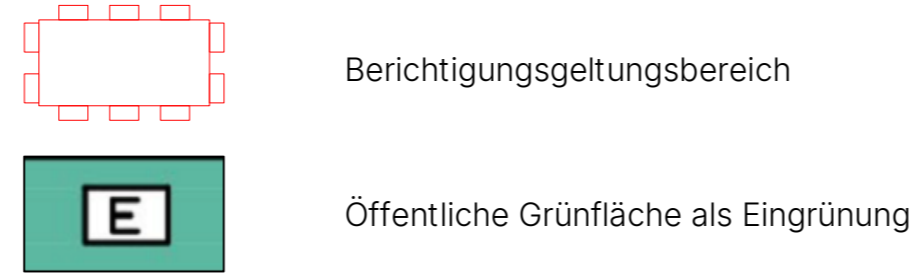 Berichtigungsgeltungsbereich
E
Öffentliche Grünfläche als Eingrünung